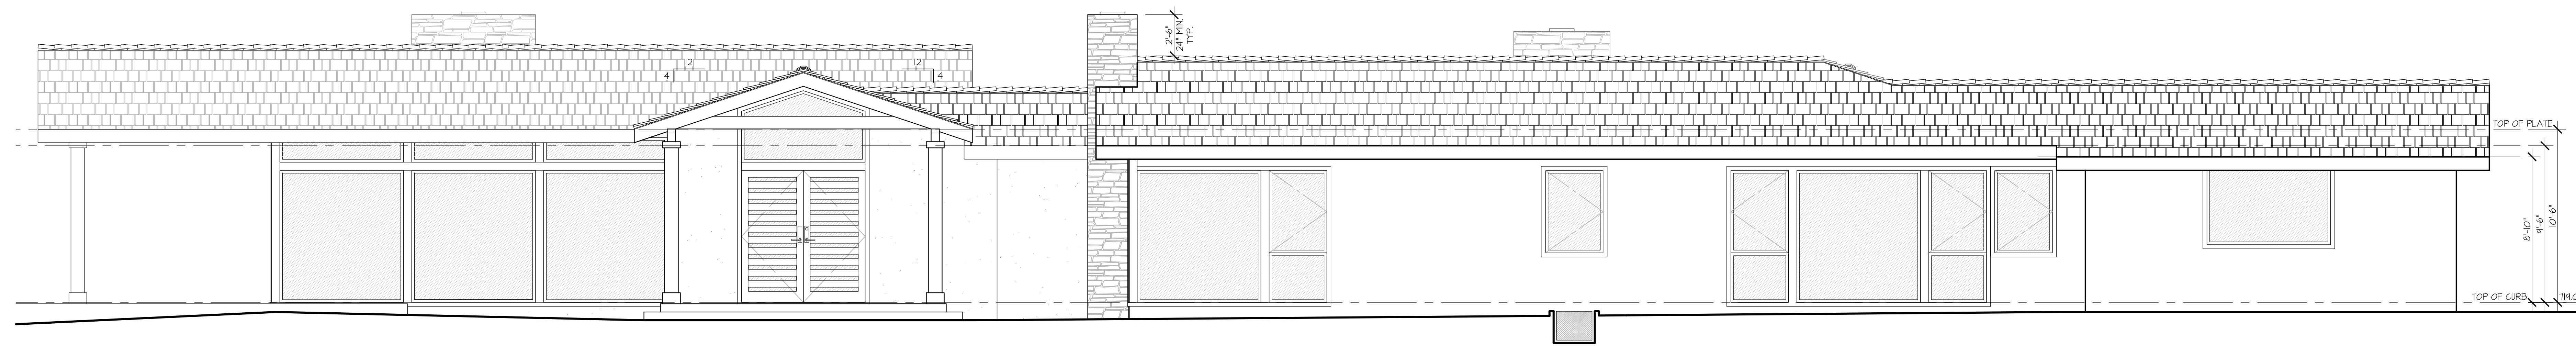 2'-6"
24" MIN.
TYP.
12
4
12
4
TOP OF PLATE
8'-10"
9'-6"
10'-6"
TOP OF CURB
719.0